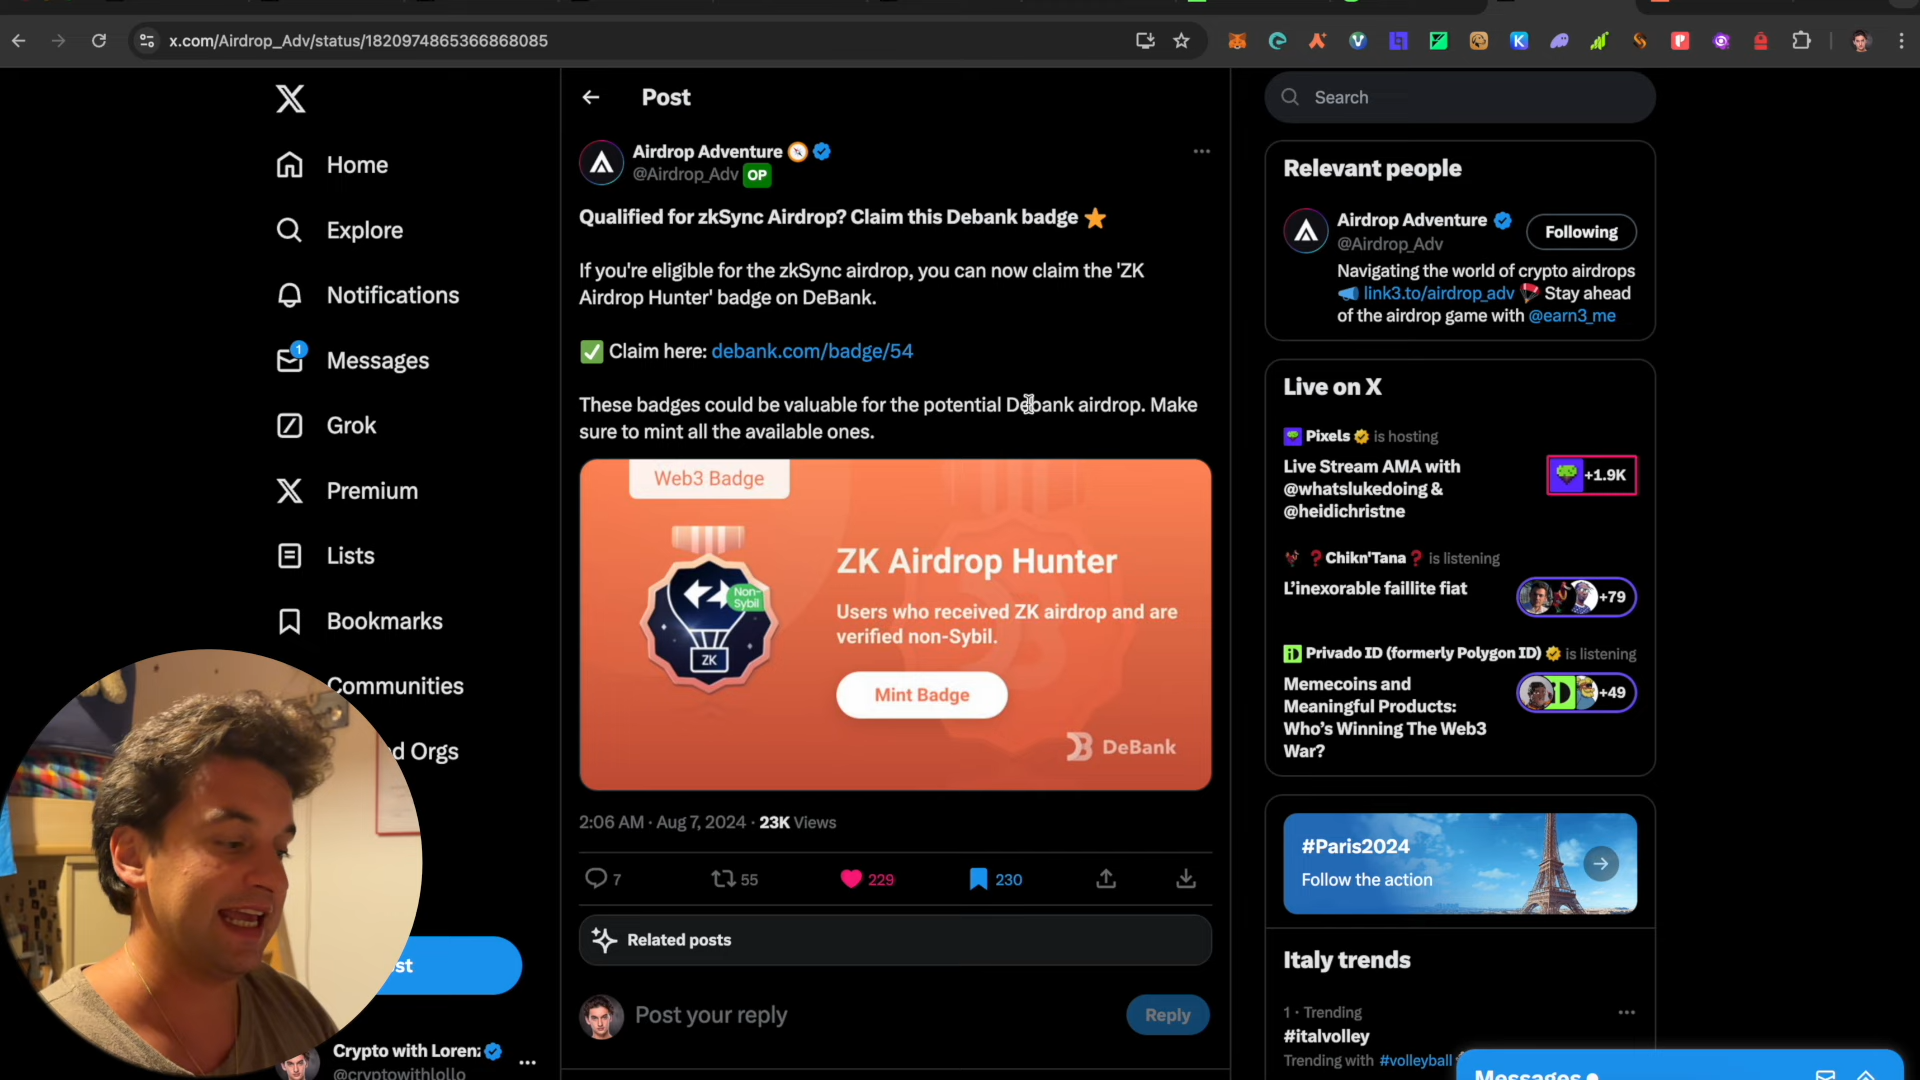 x.com/Airdrop_Adv/status/1820974865366868085
Home
Explore
Notifications
1
Messages
Grok
Premium
Lists
Bookmarks
Communities
d Orgs
st
Crypto with Lorenz
@cryptowithlollo
Post
Airdrop Adventure
@Airdrop_Adv OP
Qualified for zkSync Airdrop? Claim this Debank badge
If you're eligible for the zkSync airdrop, you can now claim the 'ZK
Airdrop Hunter' badge on DeBank.
Claim here: debank.com/badge/54
These badges could be valuable for the potential Debank airdrop. Make
sure to mint all the available ones.
Web3 Badge
Non-
Sybil
ZK
ZK Airdrop Hunter
Users who received ZK airdrop and are
verified non-Sybil.
Mint Badge
DeBank
2:06 AM · Aug 7, 2024 · 23K Views
7
55
229
230
Related posts
Post your reply
Reply
Search
Relevant people
Airdrop Adventure
@Airdrop_Adv
Following
Navigating the world of crypto airdrops
link3.to/airdrop_adv Stay ahead
of the airdrop game with @earn3_me
Live on X
Pixels is hosting
Live Stream AMA with
@whatslukedoing &
@heidichristne
+1.9K
Chikn'Tana is listening
L'inexorable faillite fiat
+79
Privado ID (formerly Polygon ID) is listening
Memecoins and
Meaningful Products:
Who's Winning The Web3
War?
+49
#Paris2024
Follow the action
Italy trends
1 · Trending
#italvolley
Trending with #volleyball
Messages